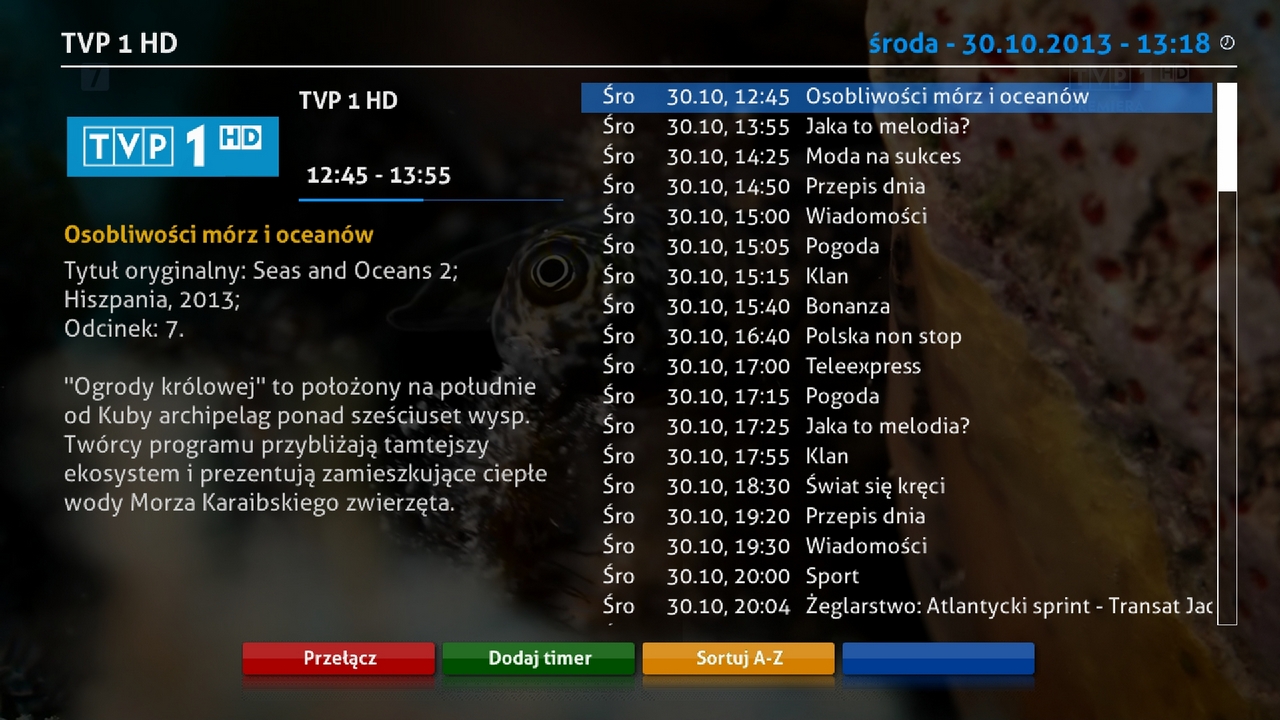 TVP 1 HD
środa - 30.10.2013 - 13:18
TVP 1 HD
TVP 1 HD
12:45 - 13:55
Osobliwości mórz i oceanów
Tytuł oryginalny: Seas and Oceans 2;
Hiszpania, 2013;
Odcinek: 7.
"Ogrody królowej" to położony na południe
od Kuby archipelag ponad sześciuset wysp.
Twórcy programu przybliżają tamtejszy
ekosystem i prezentują zamieszkujące ciepłe
wody Morza Karaibskiego zwierzęta.
Śro 30.10, 12:45 Osobliwości mórz i oceanów
Śro 30.10, 13:55 Jaka to melodia?
Śro 30.10, 14:25 Moda na sukces
Śro 30.10, 14:50 Przepis dnia
Śro 30.10, 15:00 Wiadomości
Śro 30.10, 15:05 Pogoda
Śro 30.10, 15:15 Klan
Śro 30.10, 15:40 Bonanza
Śro 30.10, 16:40 Polska non stop
Śro 30.10, 17:00 Teleexpress
Śro 30.10, 17:15 Pogoda
Śro 30.10, 17:25 Jaka to melodia?
Śro 30.10, 17:55 Klan
Śro 30.10, 18:30 Świat się kręci
Śro 30.10, 19:20 Przepis dnia
Śro 30.10, 19:30 Wiadomości
Śro 30.10, 20:00 Sport
Śro 30.10, 20:04 Żeglarstwo: Atlantycki sprint - Transat Jac
Przełącz
Dodaj timer
Sortuj A-Z
7
TVP 1 HD